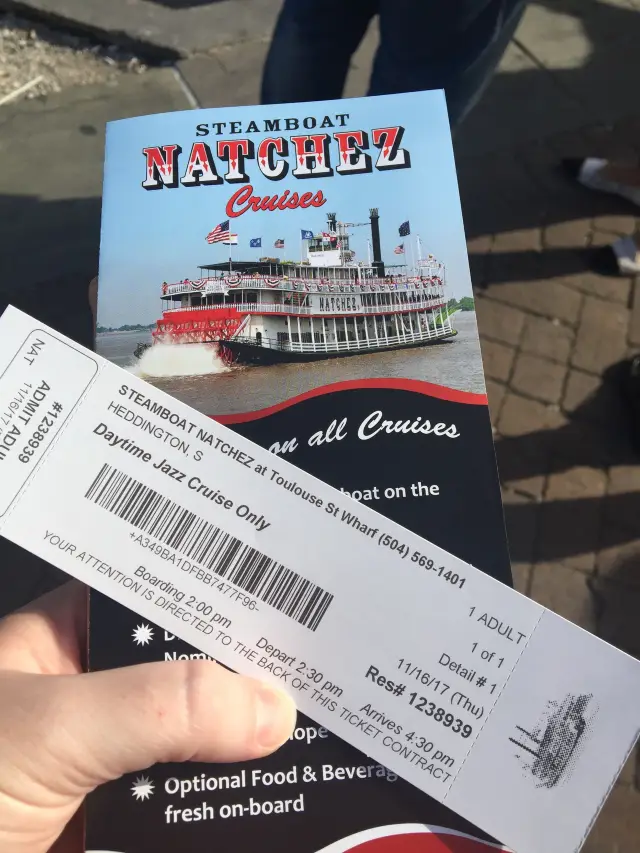 STEAMBOAT
NATCHEZ
Cruises
NATCHEZ
on all Cruises
boat on the
Optional Food & Beverag
fresh on-board
NAT
11/16/17
ADMIT ADU
#1238939
STEAMBOAT NATCHEZ at Toulouse St Wharf (504) 569-1401
HEDDINGTON, S
Daytime Jazz Cruise Only
+A349BA1DFBB7477F96-
1 ADULT
1 of 1
Detail # 1
11/16/17 (Thu)
Res# 1238939
Boarding 2:00 pm Depart 2:30 pm Arrives 4:30 pm
YOUR ATTENTION IS DIRECTED TO THE BACK OF THIS TICKET CONTRACT